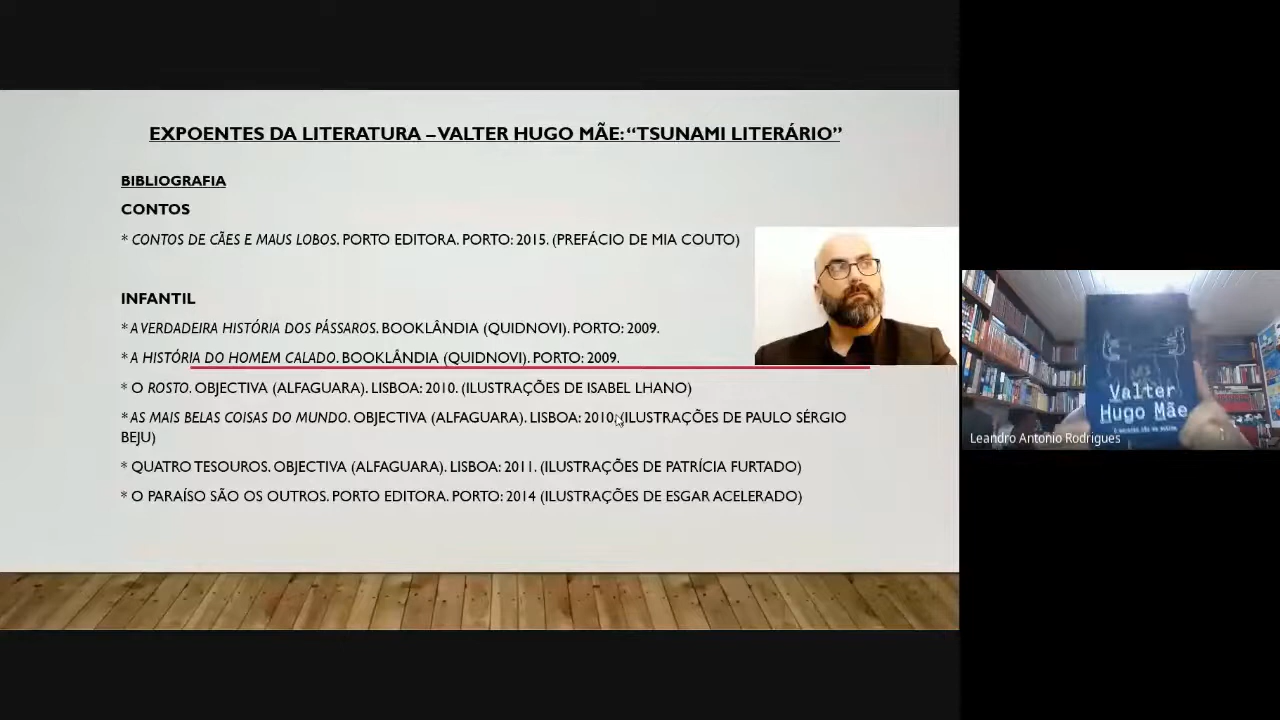 EXPOENTES DA LITERATURA – VALTER HUGO MÃE: “TSUNAMI LITERÁRIO”
BIBLIOGRAFIA
CONTOS
* CONTOS DE CÃES E MAUS LOBOS. PORTO EDITORA. PORTO: 2015. (PREFÁCIO DE MIA COUTO)
INFANTIL
* A VERDADEIRA HISTÓRIA DOS PÁSSAROS. BOOKLÂNDIA (QUIDNOVI). PORTO: 2009.
* A HISTÓRIA DO HOMEM CALADO. BOOKLÂNDIA (QUIDNOVI). PORTO: 2009.
* O ROSTO. OBJECTIVA (ALFAGUARA). LISBOA: 2010. (ILUSTRAÇÕES DE ISABEL LHANO)
* AS MAIS BELAS COISAS DO MUNDO. OBJECTIVA (ALFAGUARA). LISBOA: 2010. (ILUSTRAÇÕES DE PAULO SÉRGIO
BEJU)
* QUATRO TESOUROS. OBJECTIVA (ALFAGUARA). LISBOA: 2011. (ILUSTRAÇÕES DE PATRÍCIA FURTADO)
* O PARAÍSO SÃO OS OUTROS. PORTO EDITORA. PORTO: 2014 (ILUSTRAÇÕES DE ESGAR ACELERADO)
Valter
Hugo Mãe
Leandro Antonio Rodrigues